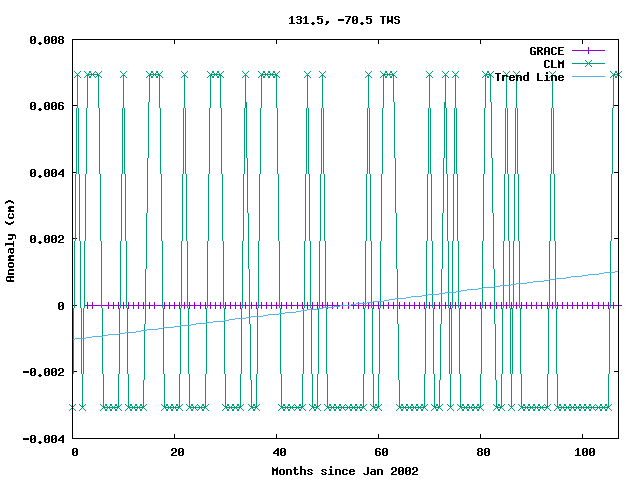 131.5, -70.5 TWS
0.008
0.006
0.004
0.002
0
-0.002
-0.004
Anomaly (cm)
GRACE
CLM
Trend Line
0 20 40 60 80 100
Months since Jan 2002